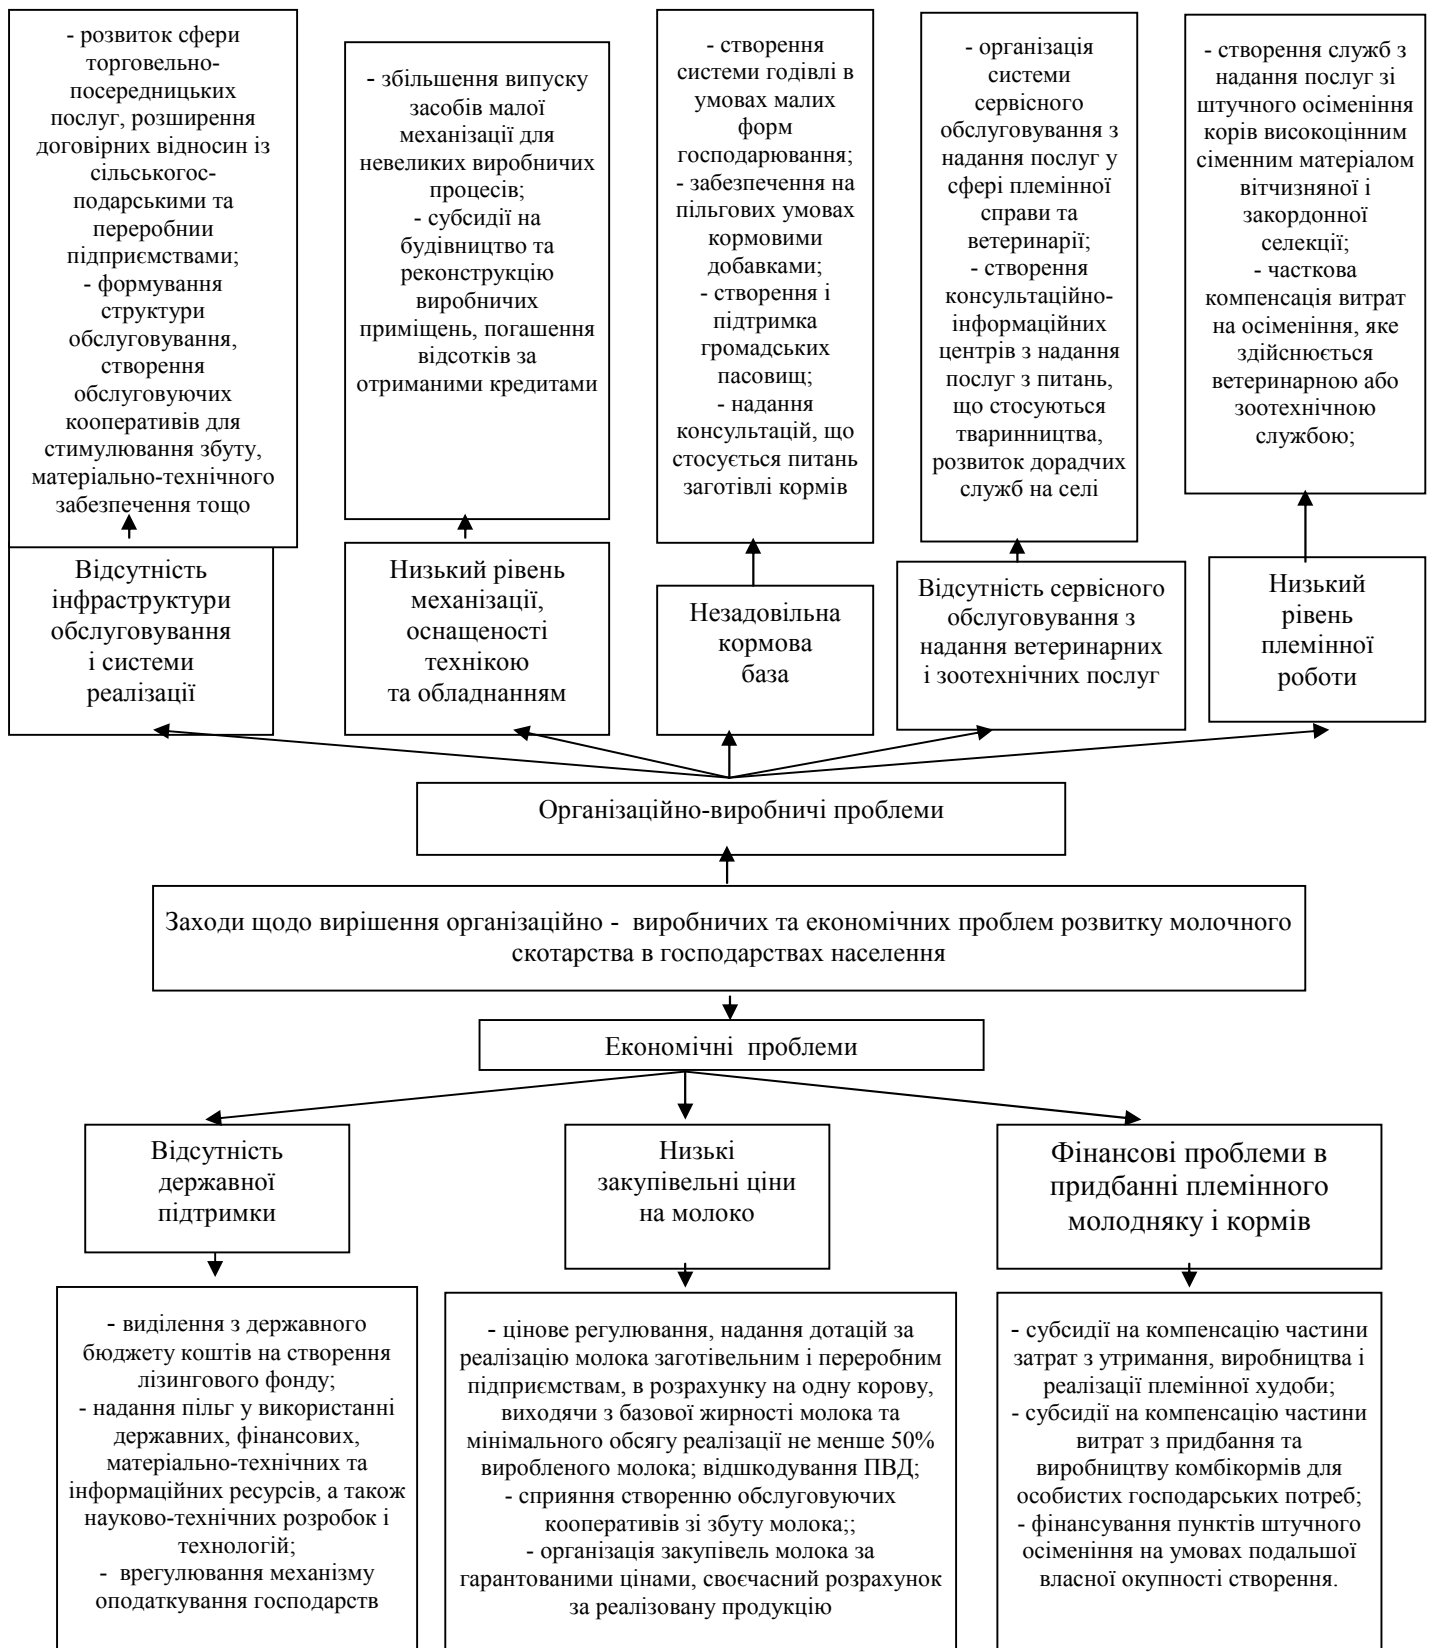 - розвиток сфери
торговельно-
посередницьких
послуг, розширення
договірних відносин із
сільськогос-
подарськими та
переробнии
підприємствами;
- формування
структури
обслуговування,
створення
обслуговуючих
кооперативів для
стимулювання збуту,
матеріально-технічного
забезпечення тощо
- збільшення випуску
засобів малої
механізації для
невеликих виробничих
процесів;
- субсидії на
будівництво та
реконструкцію
виробничих
приміщень, погашення
відсотків за
отриманими кредитами
- створення
системи годівлі в
умовах малих
форм
господарювання;
- забезпечення на
пільгових умовах
кормовими
добавками;
- створення і
підтримка
громадських
пасовищ;
- надання
консультацій, що
стосується питань
заготівлі кормів
- організація
системи
сервісного
обслуговування з
надання послуг у
сфері племінної
справи та
ветеринарії;
- створення
консультаційно-
інформаційних
центрів з надання
послуг з питань,
що стосуються
тваринництва,
розвиток дорадчих
служб на селі
- створення служб з
надання послуг зі
штучного осіменіння
корів високоцінним
сіменним матеріалом
вітчизняної і
закордонної
селекції;
- часткова
компенсація витрат
на осіменіння, яке
здійснюється
ветеринарною або
зоотехнічною
службою;
Відсутність
інфраструктури
обслуговування
і системи
реалізації
Низький рівень
механізації,
оснащеності
технікою
та обладнанням
Незадовільна
кормова
база
Відсутність сервісного
обслуговування з
надання ветеринарних
і зоотехнічних послуг
Низький
рівень
племінної
роботи
Організаційно-виробничі проблеми
Заходи щодо вирішення організаційно - виробничих та економічних проблем розвитку молочного
скотарства в господарствах населення
Економічні проблеми
Відсутність
державної
підтримки
Низькі
закупівельні ціни
на молоко
Фінансові проблеми в
придбанні племінного
молодняку і кормів
- виділення з державного
бюджету коштів на створення
лізингового фонду;
- надання пільг у використанні
державних, фінансових,
матеріально-технічних та
інформаційних ресурсів, а також
науково-технічних розробок і
технологій;
- врегулювання механізму
оподаткування господарств
- цінове регулювання, надання дотацій за
реалізацію молока заготівельним і переробним
підприємствам, в розрахунку на одну корову,
виходячи з базової жирності молока та
мінімального обсягу реалізації не менше 50%
виробленого молока; відшкодування ПВД;
- сприяння створенню обслуговуючих
кооперативів зі збуту молока;;
- організація закупівель молока за
гарантованими цінами, своєчасний розрахунок
за реалізовану продукцію
- субсидії на компенсацію частини
затрат з утримання, виробництва і
реалізації племінної худоби;
- субсидії на компенсацію частини
витрат з придбання та
виробництву комбікормів для
особистих господарських потреб;
- фінансування пунктів штучного
осіменіння на умовах подальшої
власної окупності створення.